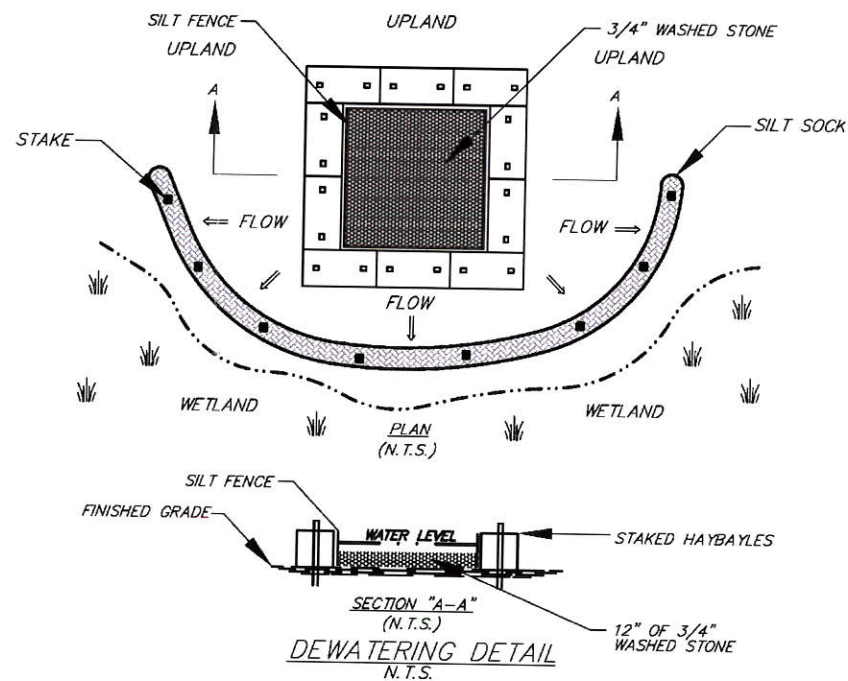 SILT FENCE
UPLAND
3/4" WASHED STONE
UPLAND
UPLAND
A
A
STAKE
SILT SOCK
⇐ FLOW
FLOW ⇒
FLOW
WETLAND
WETLAND
PLAN
(N.T.S.)
SILT FENCE
FINISHED GRADE
WATER LEVEL
STAKED HAYBAYLES
SECTION "A-A"
(N.T.S.)
12" OF 3/4"
WASHED STONE
DEWATERING DETAIL
N.T.S.